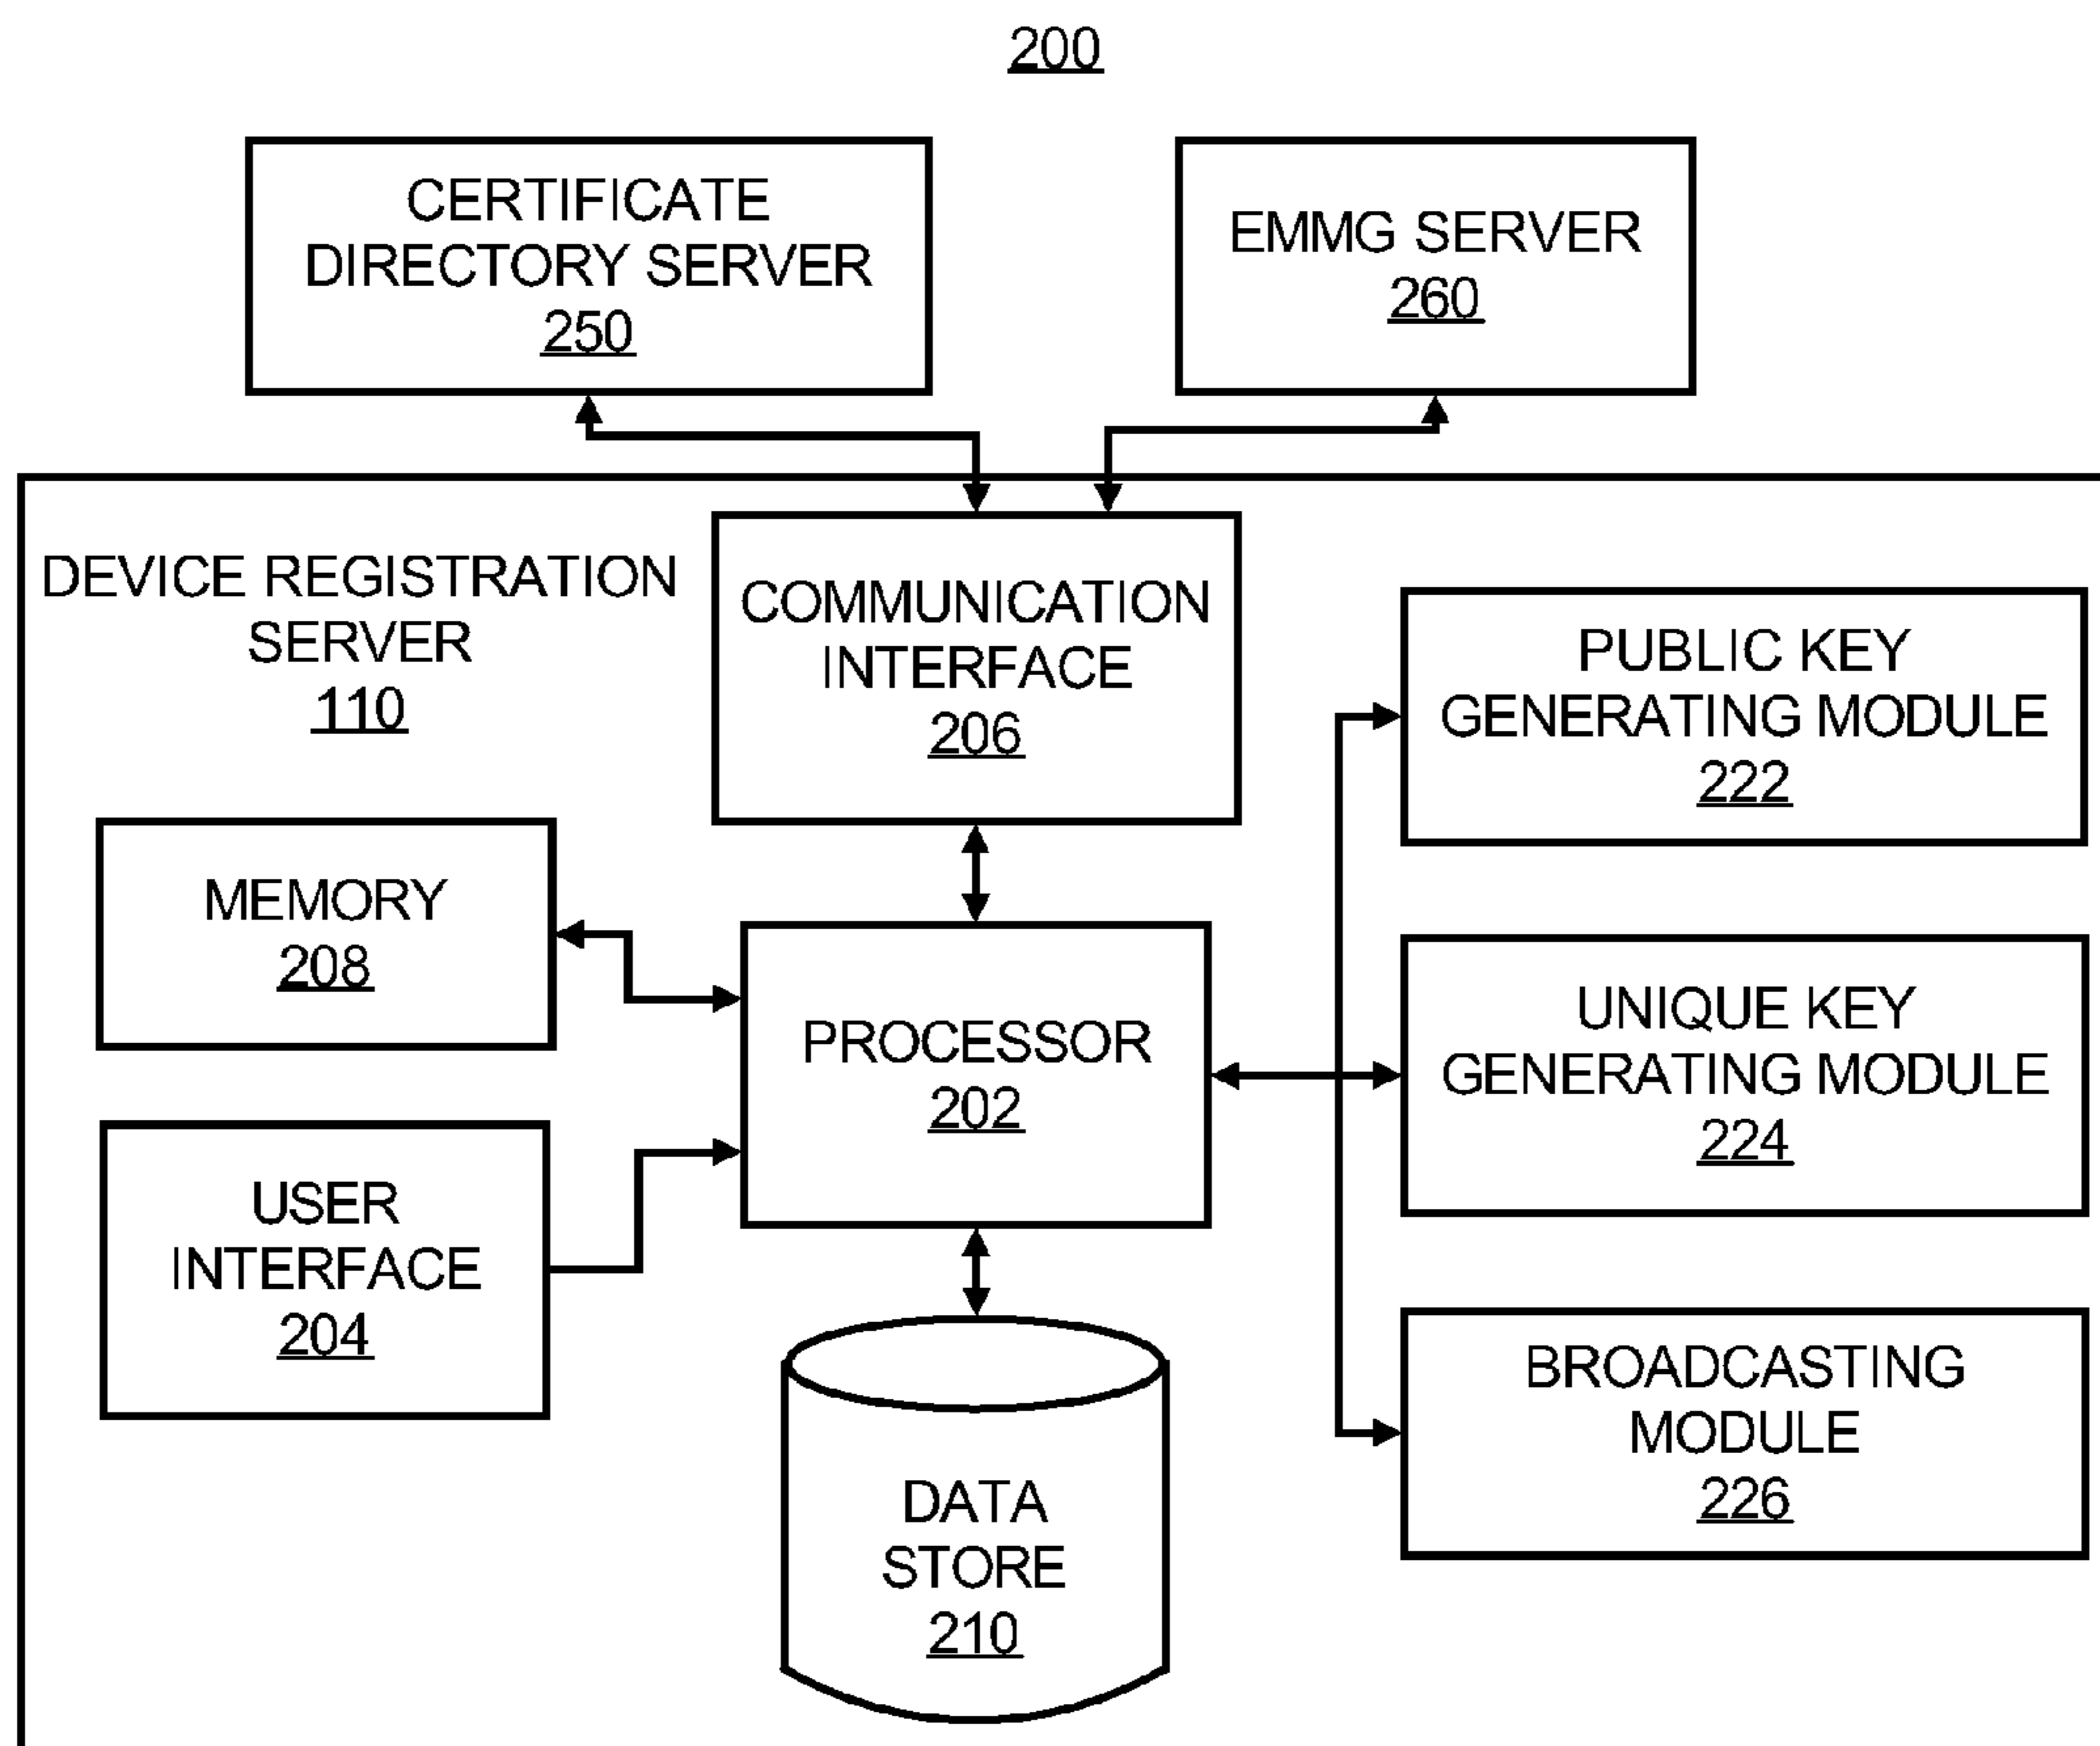 200
CERTIFICATE
DIRECTORY SERVER
250
EMMG SERVER
260
DEVICE REGISTRATION
SERVER
110
COMMUNICATION
INTERFACE
206
PUBLIC KEY
GENERATING MODULE
222
MEMORY
208
PROCESSOR
202
UNIQUE KEY
GENERATING MODULE
224
USER
INTERFACE
204
DATA
STORE
210
BROADCASTING
MODULE
226